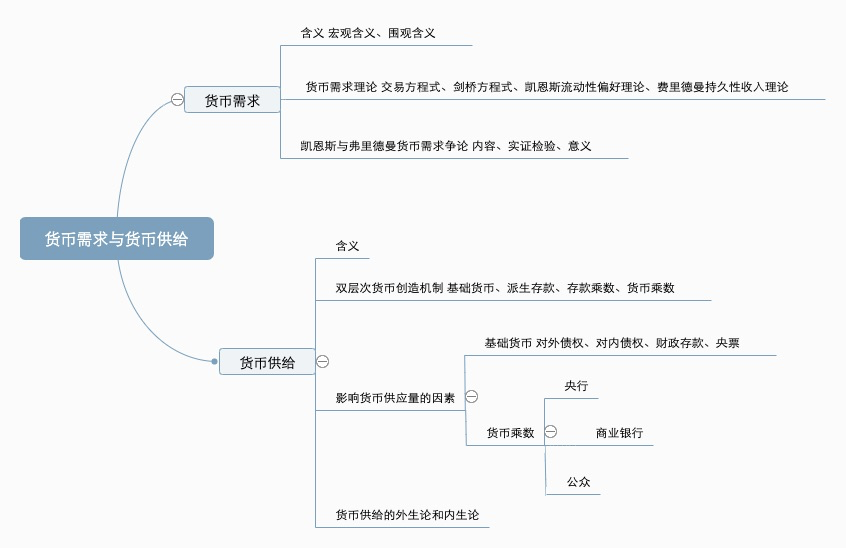 含义 宏观含义、围观含义
货币需求理论 交易方程式、剑桥方程式、凯恩斯流动性偏好理论、费里德曼持久性收入理论
货币需求
凯恩斯与弗里德曼货币需求争论 内容、实证检验、意义
货币需求与货币供给
含义
双层次货币创造机制 基础货币、派生存款、存款乘数、货币乘数
货币供给
基础货币 对外债权、对内债权、财政存款、央票
影响货币供应量的因素
央行
货币乘数
商业银行
公众
货币供给的外生论和内生论